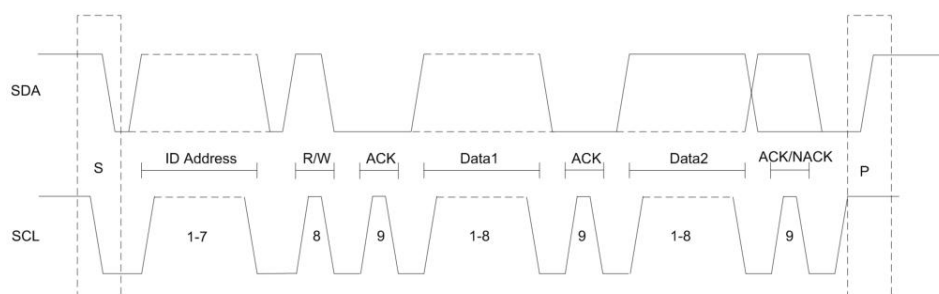 SDA
S ID Address R/W ACK Data1 ACK Data2 ACK/NACK P
SCL 1-7 8 9 1-8 9 1-8 9